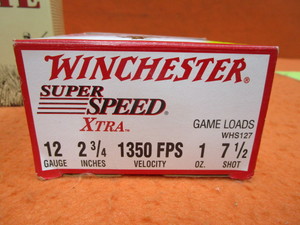 WINCHESTER
SUPER
SPEED
XTRA™
GAME LOADS
WHS127
12 2 3/4 1350 FPS 1 7 1/2
GAUGE INCHES VELOCITY OZ. SHOT